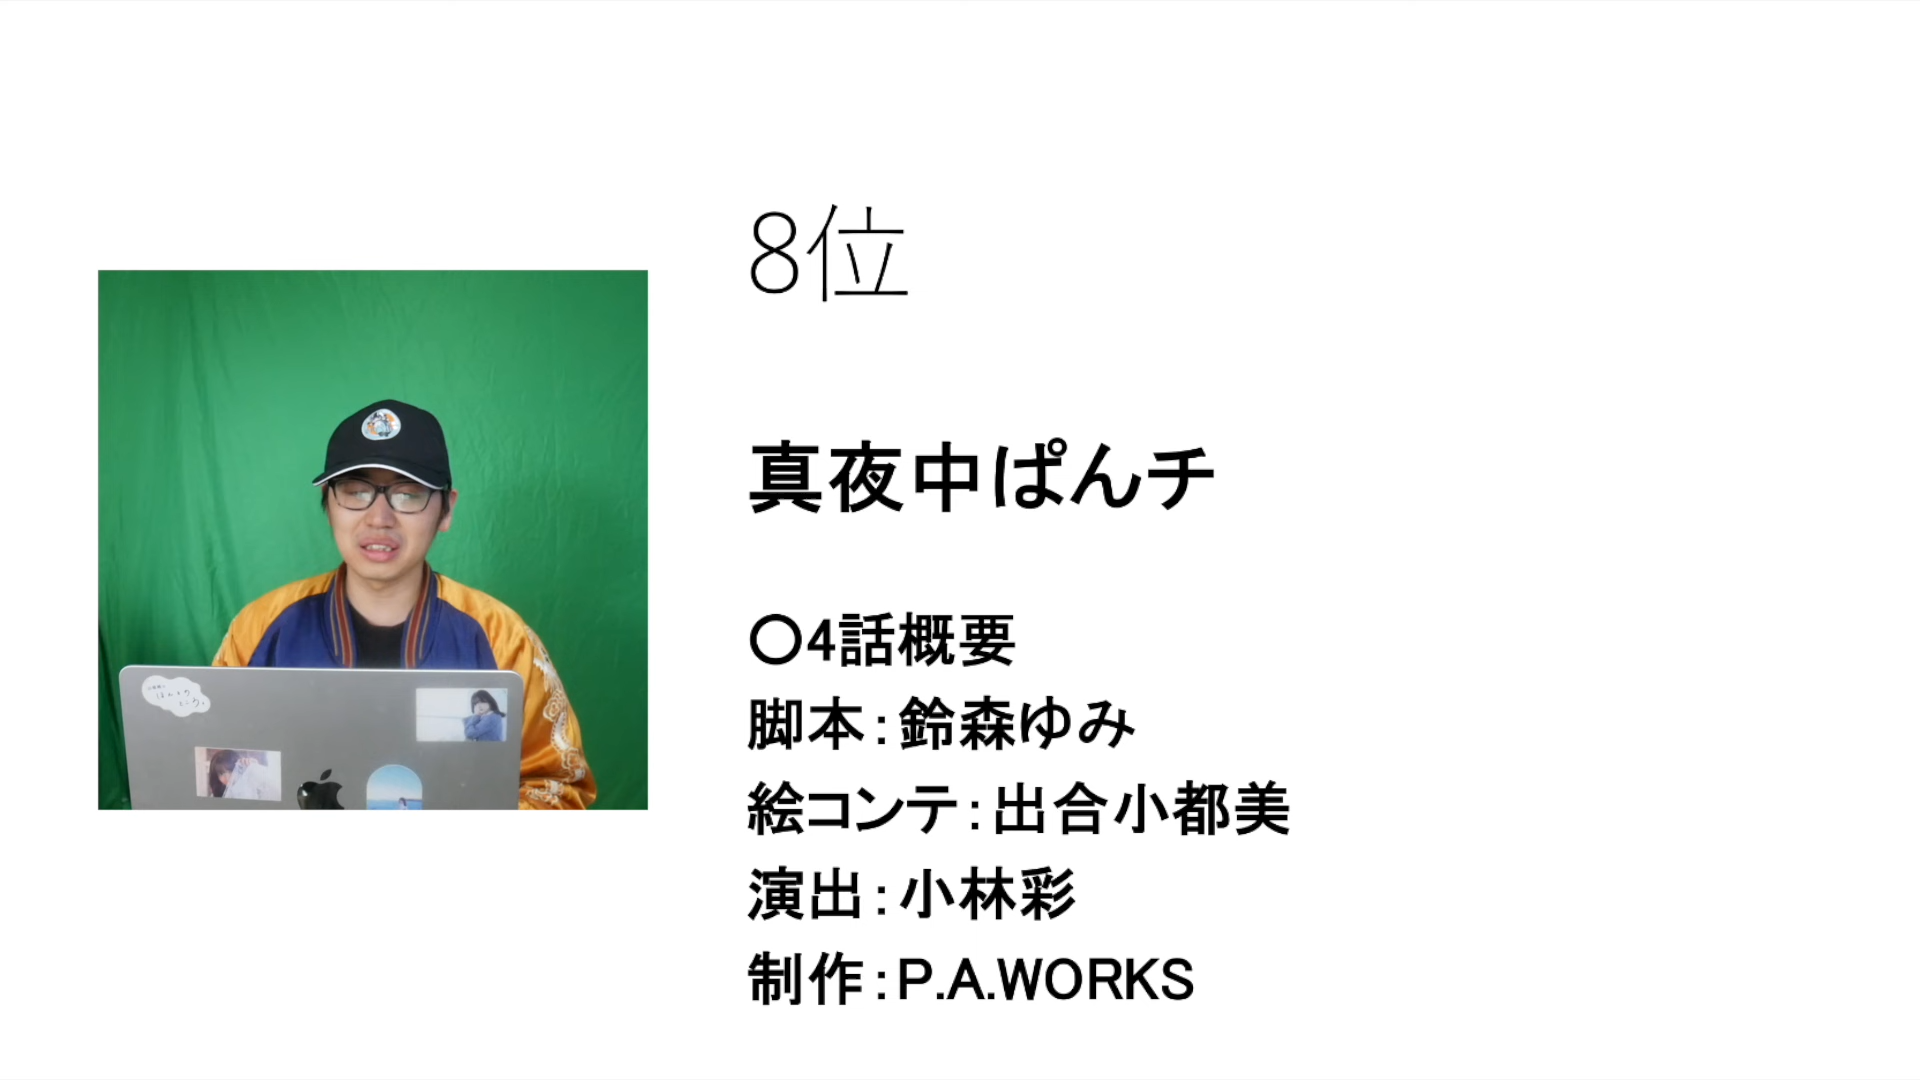 8位
真夜中ぱんチ
〇4話概要
脚本：鈴森ゆみ
絵コンテ：出合小都美
演出：小林彩
制作：P.A.WORKS